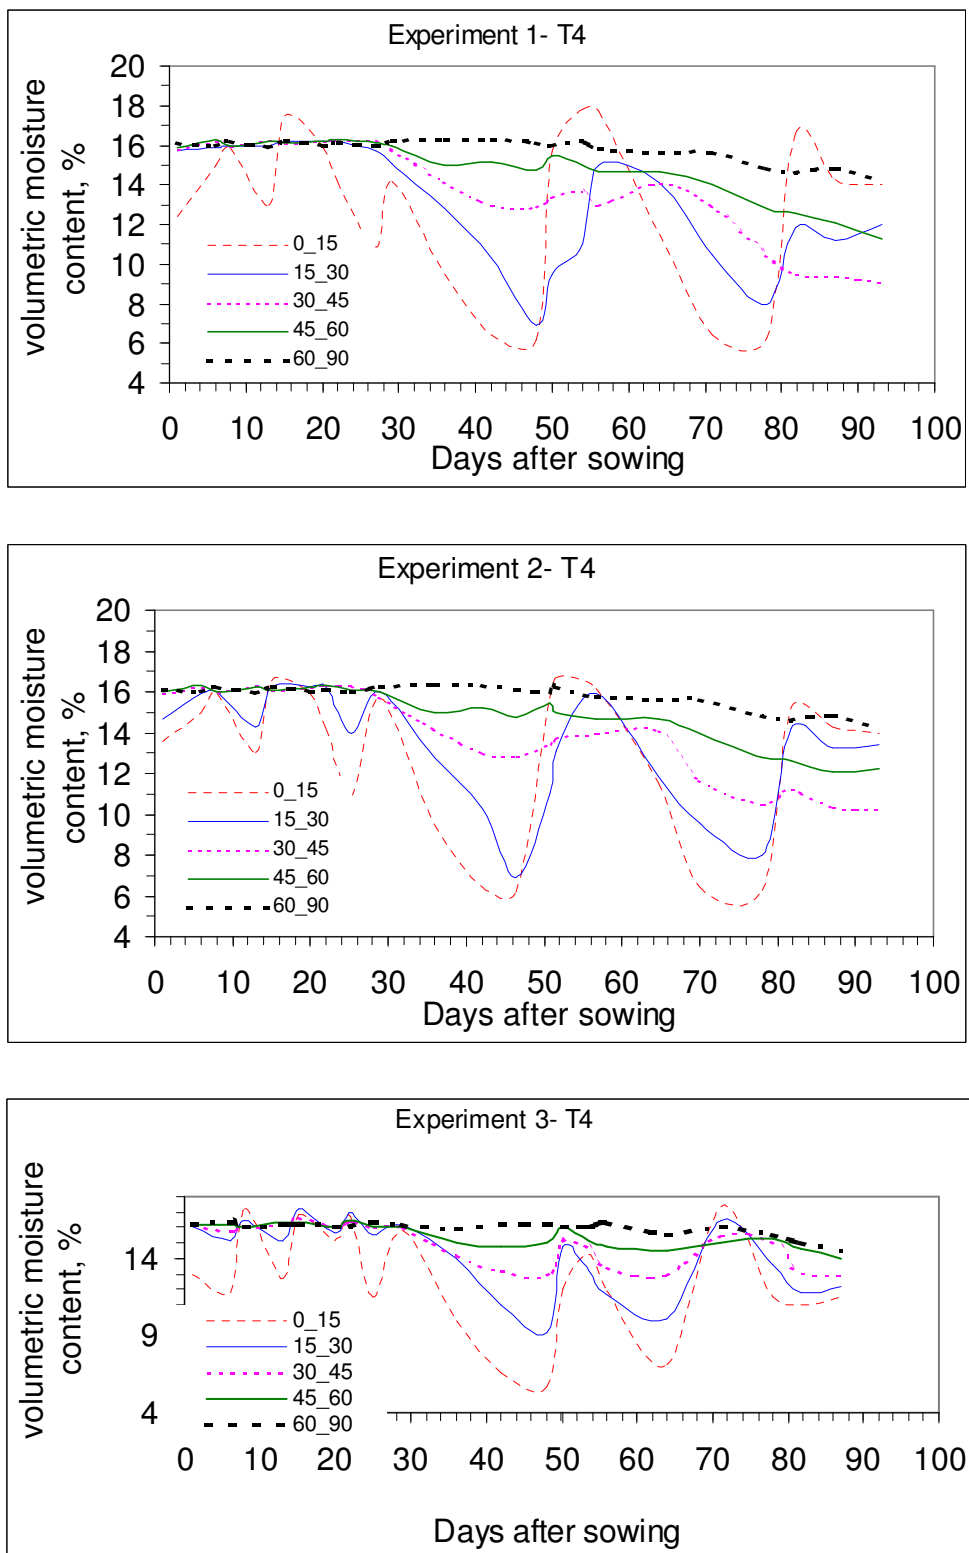 Experiment 1- T4
volumetric moisture
content, %
20
18
16
14
12
10
8
6
4
0_15
15_30
30_45
45_60
60_90
0 10 20 30 40 50 60 70 80 90 100
Days after sowing
Experiment 2- T4
volumetric moisture
content, %
20
18
16
14
12
10
8
6
4
0_15
15_30
30_45
45_60
60_90
0 10 20 30 40 50 60 70 80 90 100
Days after sowing
Experiment 3- T4
volumetric moisture
content, %
14
9
4
0_15
15_30
30_45
45_60
60_90
0 10 20 30 40 50 60 70 80 90 100
Days after sowing